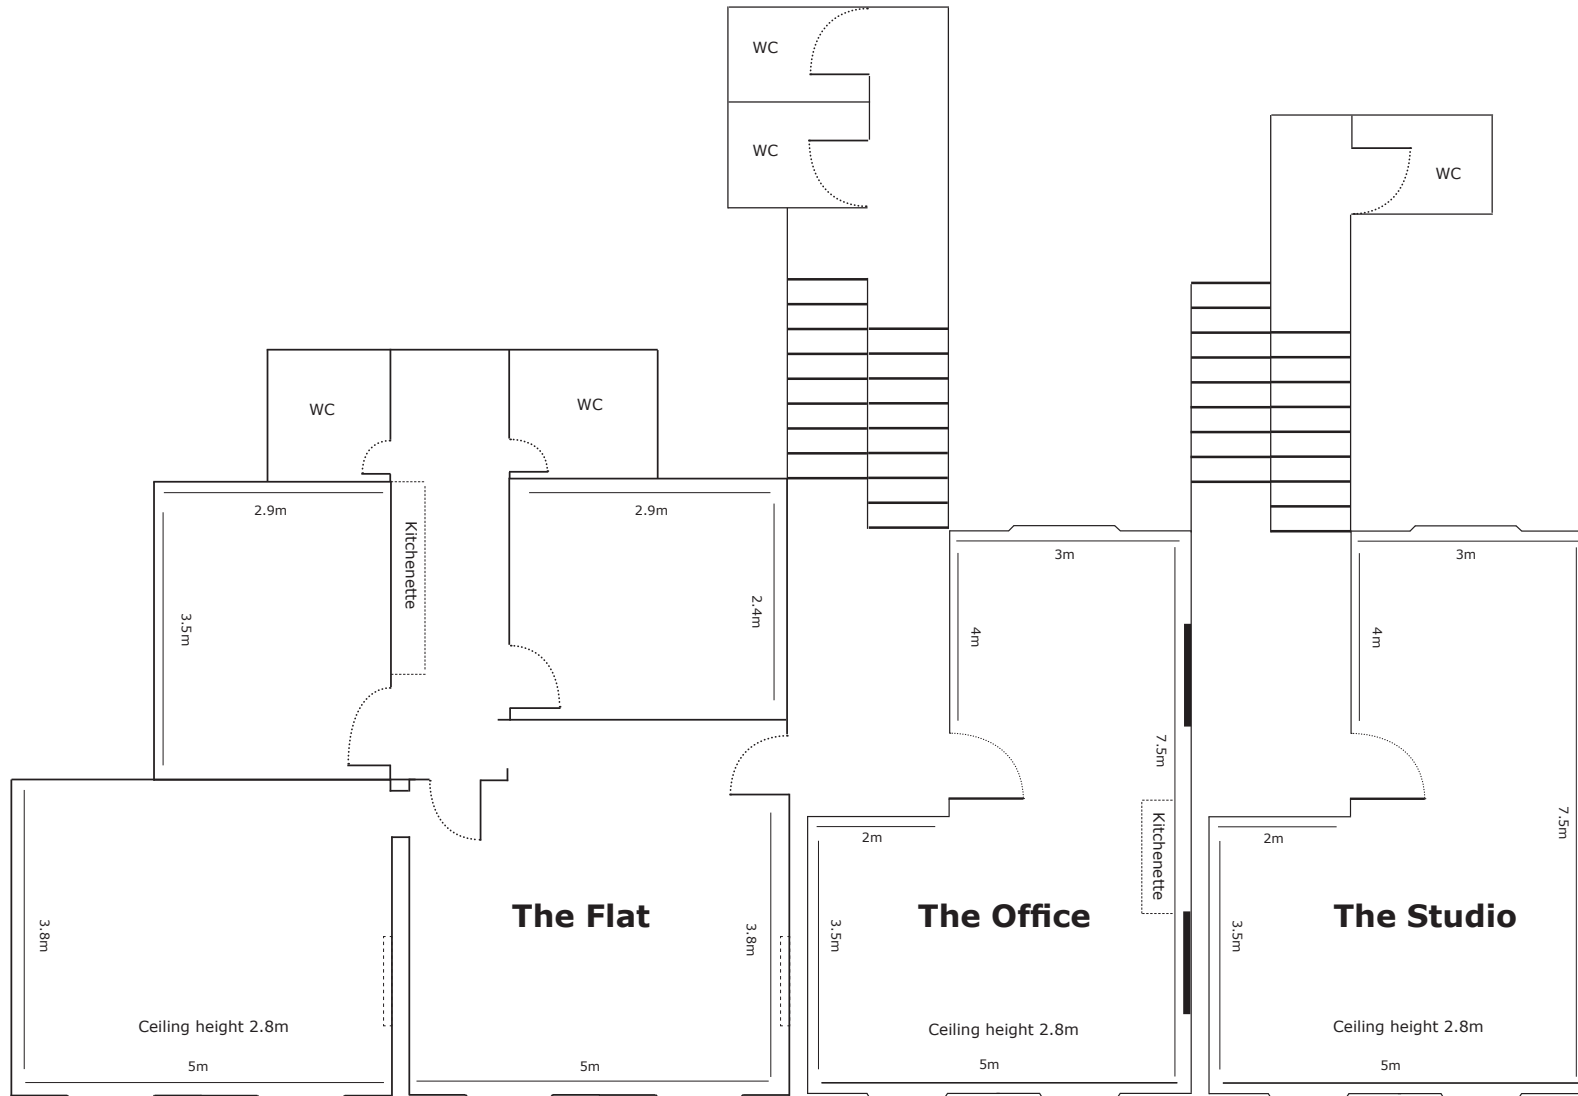 WC
WC
WC
WC
WC
2.9m
2.9m
3m
3m
Kitchenette
3.5m
2.4m
4m
4m
7.5m
7.5m
2m
2m
Kitchenette
The Flat
The Office
The Studio
3.8m
3.8m
3.5m
3.5m
Ceiling height 2.8m
Ceiling height 2.8m
Ceiling height 2.8m
5m
5m
5m
5m